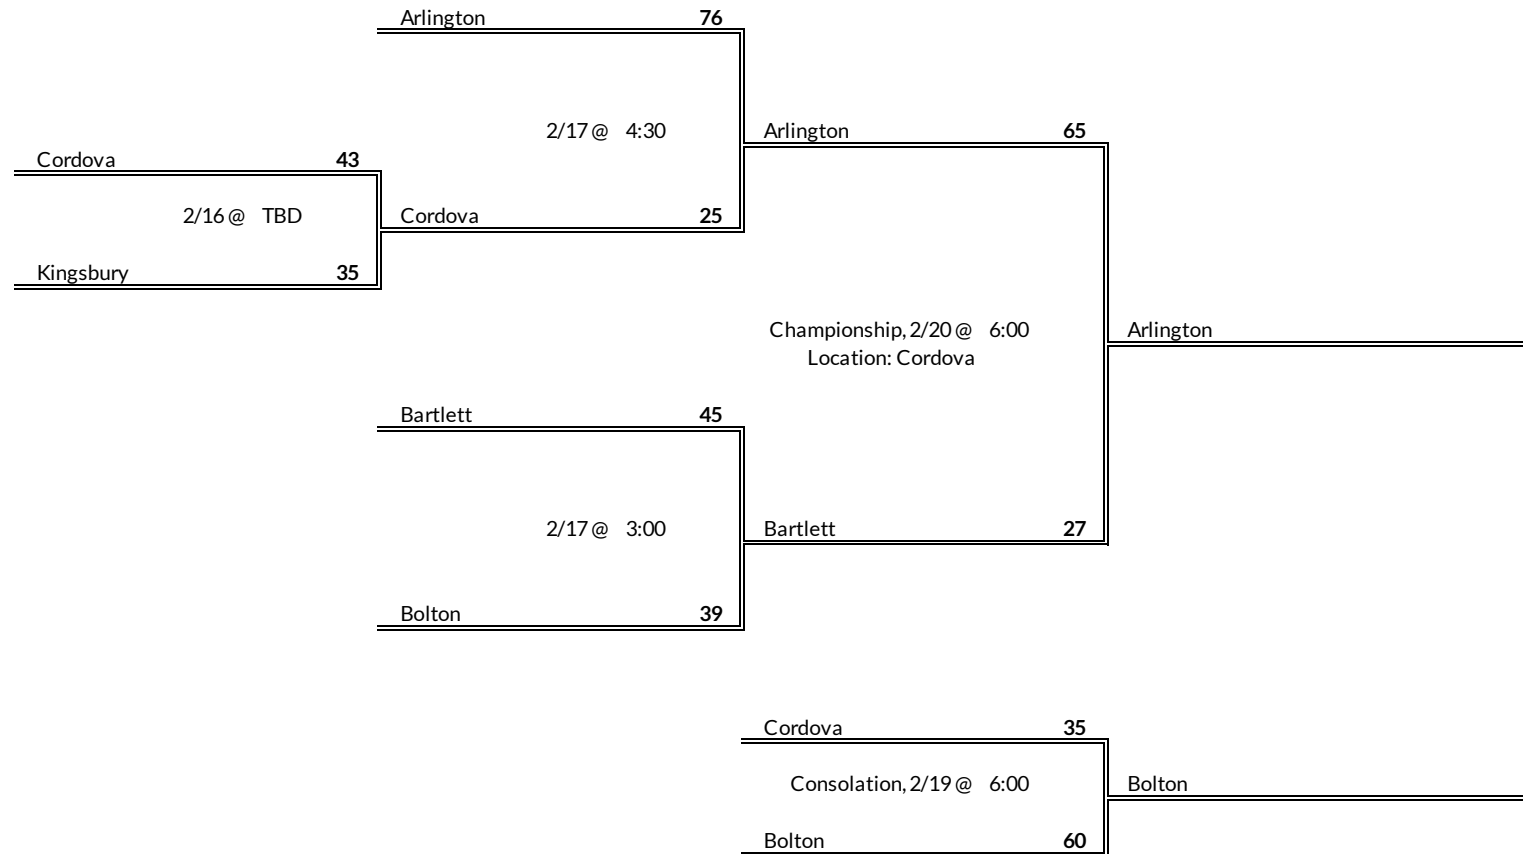 Arlington 76
2/17 @ 4:30
Arlington 65
Cordova 43
2/16 @ TBD
Cordova 25
Kingsbury 35
Championship, 2/20 @ 6:00
Location: Cordova
Arlington
Bartlett 45
2/17 @ 3:00
Bartlett 27
Bolton 39
Cordova 35
Consolation, 2/19 @ 6:00
Bolton
Bolton 60